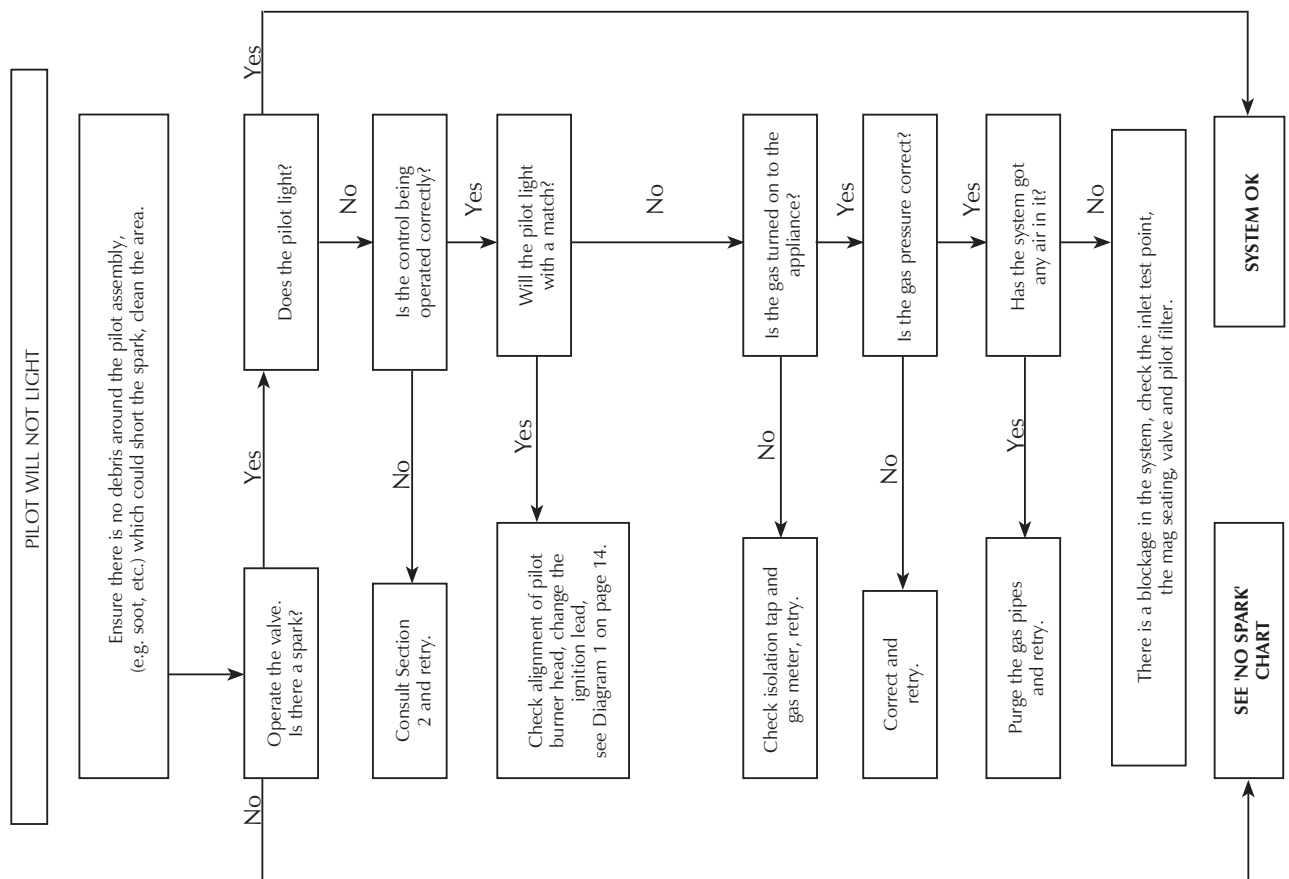 PILOT WILL NOT LIGHT
Ensure there is no debris around the pilot assembly,
(e.g. soot, etc.) which could short the spark, clean the area.
Operate the valve.
Is there a spark?
No
Yes
Does the pilot light?
Yes
No
Is the control being
operated correctly?
No
Consult Section
2 and retry.
Yes
Will the pilot light
with a match?
Yes
Check alignment of pilot
burner head, change the
ignition lead,
see Diagram 1 on page 14.
No
Is the gas turned on to the
appliance?
No
Check isolation tap and
gas meter, retry.
Yes
Is the gas pressure correct?
No
Correct and
retry.
Yes
Has the system got
any air in it?
Yes
Purge the gas pipes
and retry.
No
There is a blockage in the system, check the inlet test point,
the mag seating, valve and pilot filter.
SEE 'NO SPARK'
CHART
SYSTEM OK